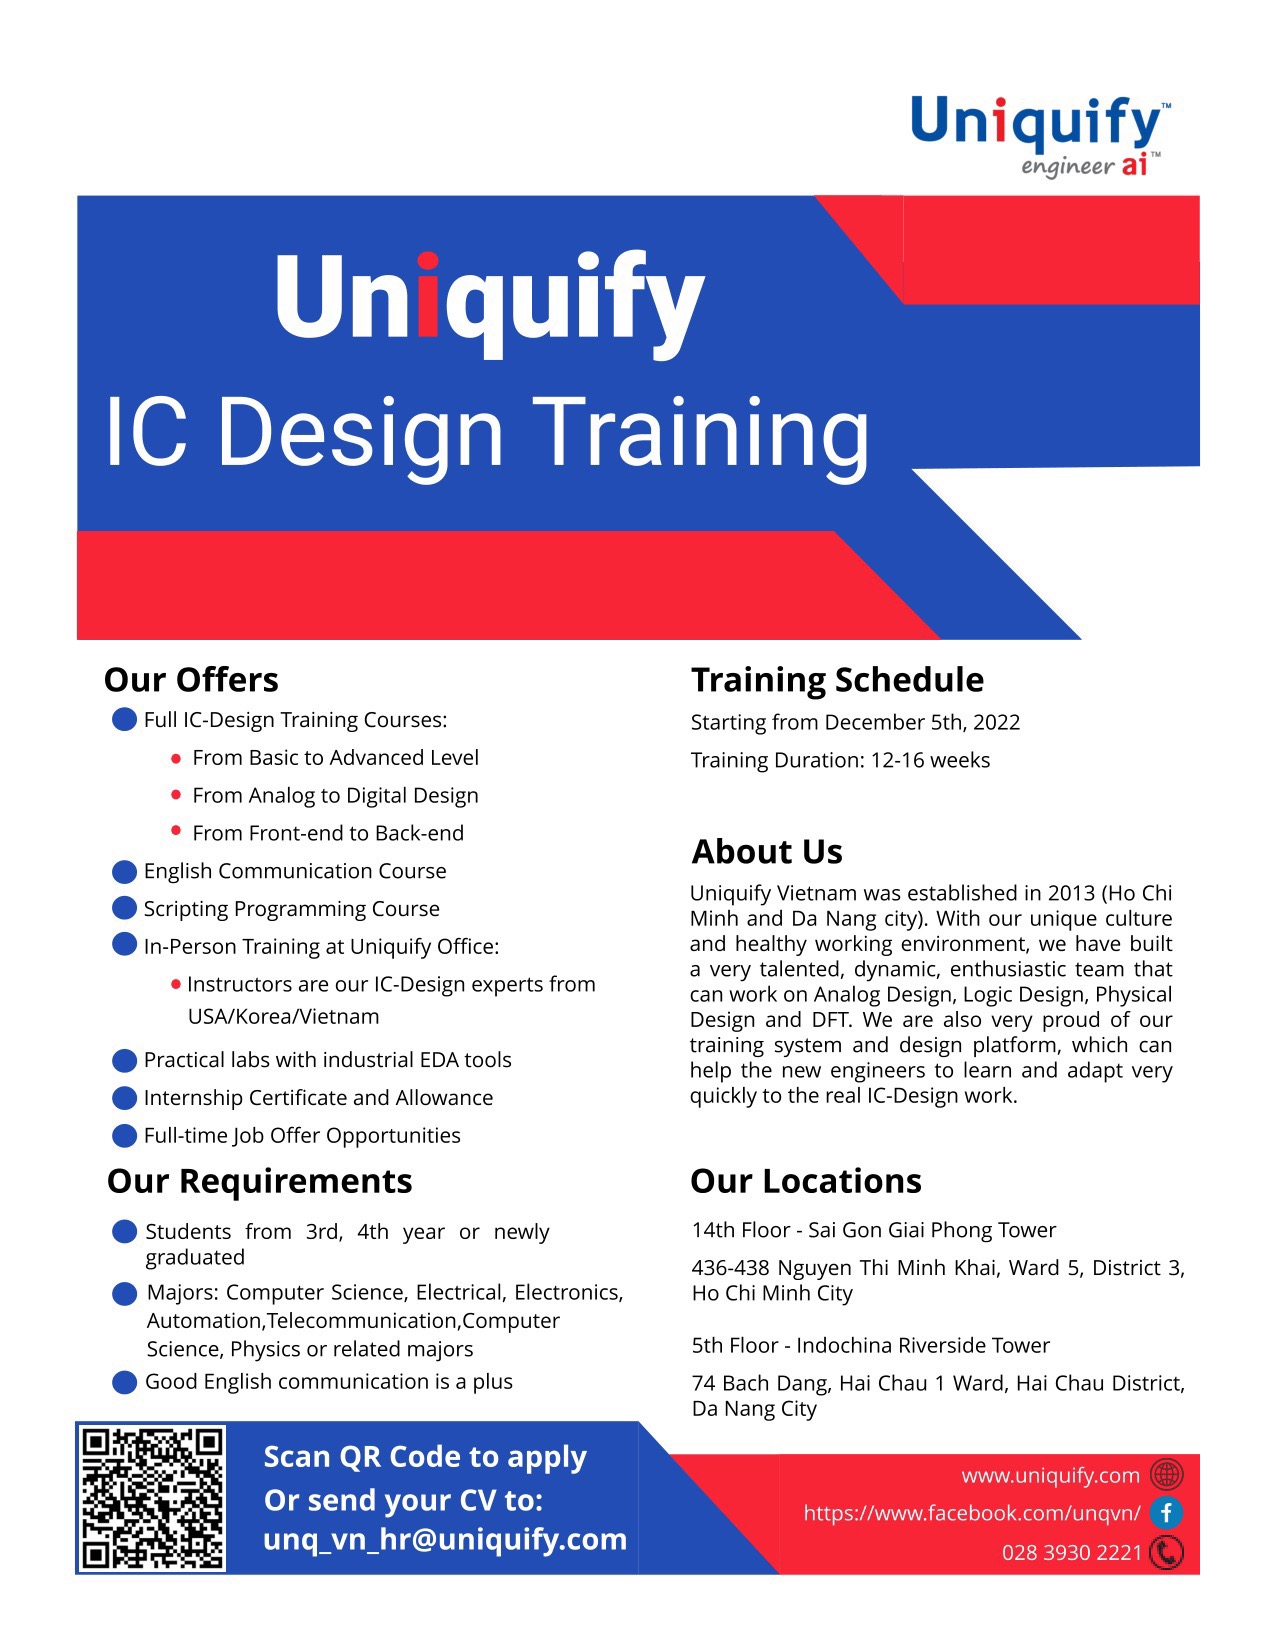 Uniquify™
engineer ai™
Uniquify
IC Design Training
Our Offers
Full IC-Design Training Courses:
From Basic to Advanced Level
From Analog to Digital Design
From Front-end to Back-end
English Communication Course
Scripting Programming Course
In-Person Training at Uniquify Office:
Instructors are our IC-Design experts from
USA/Korea/Vietnam
Practical labs with industrial EDA tools
Internship Certificate and Allowance
Full-time Job Offer Opportunities
Our Requirements
Students from 3rd, 4th year or newly
graduated
Majors: Computer Science, Electrical, Electronics,
Automation,Telecommunication,Computer
Science, Physics or related majors
Good English communication is a plus
Training Schedule
Starting from December 5th, 2022
Training Duration: 12-16 weeks
About Us
Uniquify Vietnam was established in 2013 (Ho Chi
Minh and Da Nang city). With our unique culture
and healthy working environment, we have built
a very talented, dynamic, enthusiastic team that
can work on Analog Design, Logic Design, Physical
Design and DFT. We are also very proud of our
training system and design platform, which can
help the new engineers to learn and adapt very
quickly to the real IC-Design work.
Our Locations
14th Floor - Sai Gon Giai Phong Tower
436-438 Nguyen Thi Minh Khai, Ward 5, District 3,
Ho Chi Minh City
5th Floor - Indochina Riverside Tower
74 Bach Dang, Hai Chau 1 Ward, Hai Chau District,
Da Nang City
Scan QR Code to apply
Or send your CV to:
unq_vn_hr@uniquify.com
www.uniquify.com
https://www.facebook.com/unqvn/
028 3930 2221